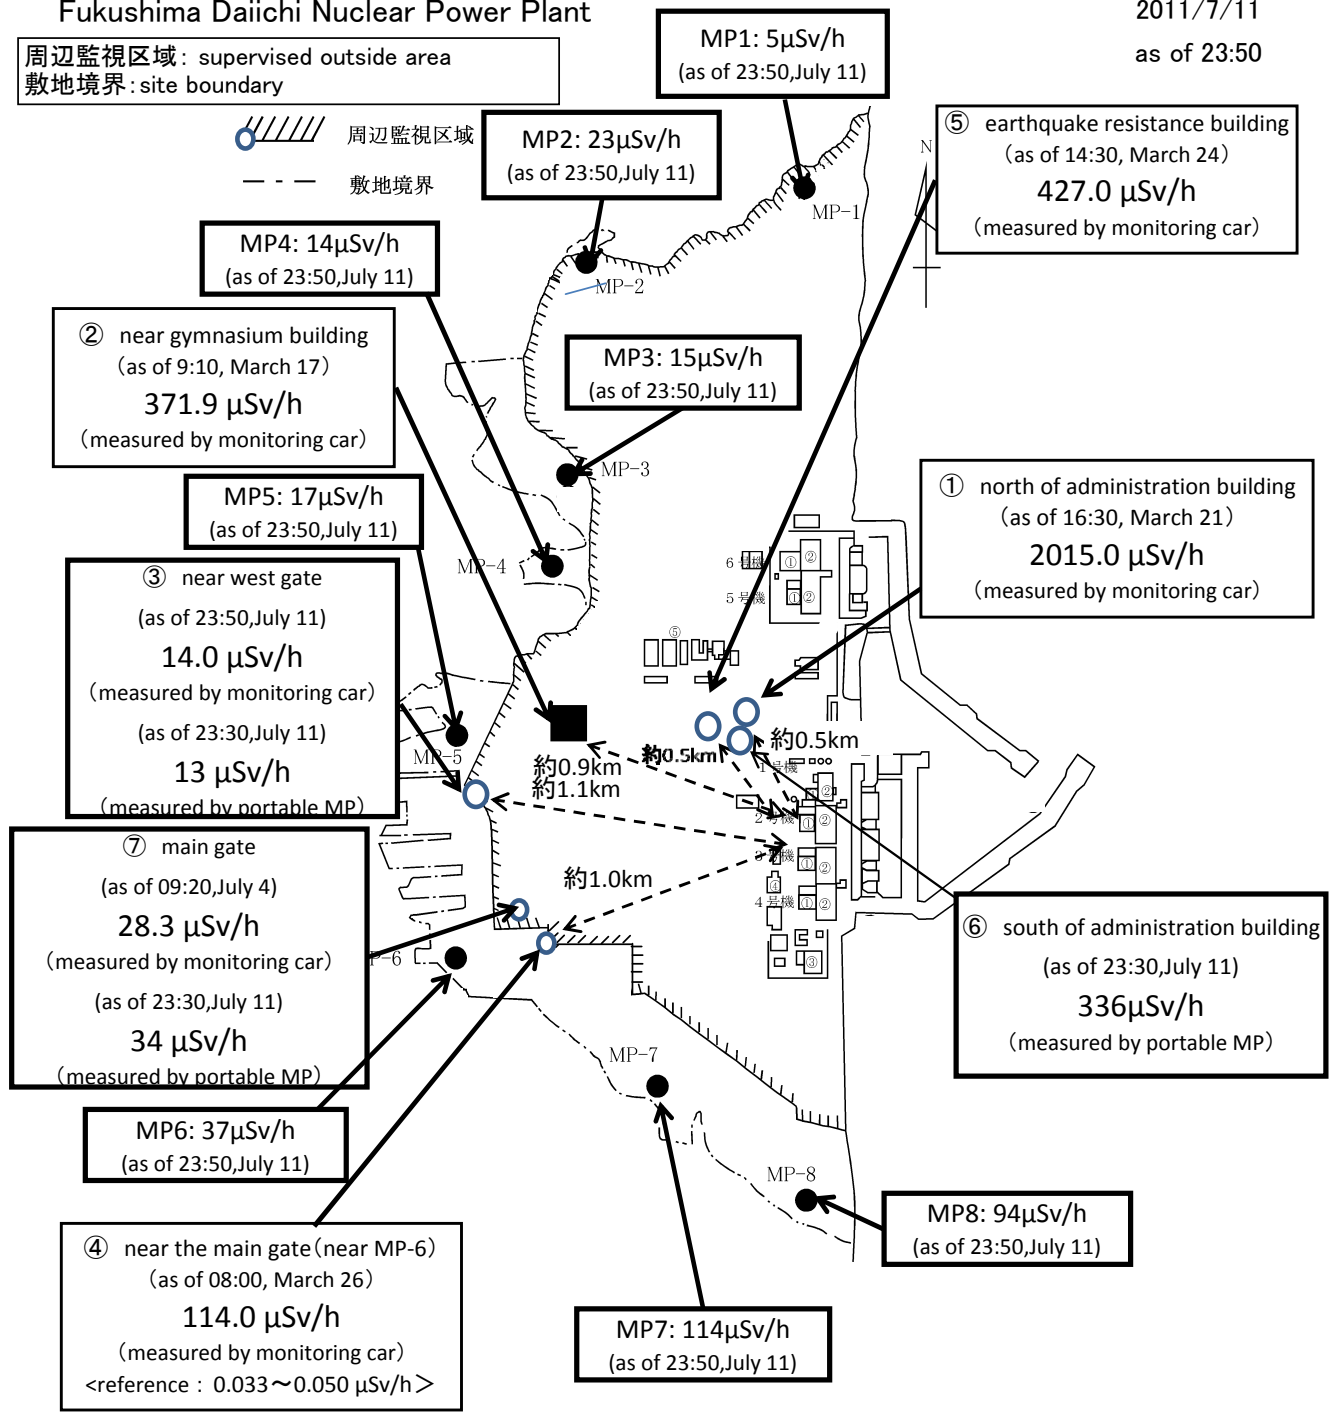 Fukushima Daiichi Nuclear Power Plant
2011/7/11
as of 23:50
周辺監視区域: supervised outside area
敷地境界:site boundary
周辺監視区域
敷地境界
MP1: 5μSv/h
(as of 23:50,July 11)
MP2: 23μSv/h
(as of 23:50,July 11)
⑤ earthquake resistance building
(as of 14:30, March 24)
427.0 μSv/h
(measured by monitoring car)
N
MP-1
MP4: 14μSv/h
(as of 23:50,July 11)
MP-2
② near gymnasium building
(as of 9:10, March 17)
371.9 μSv/h
(measured by monitoring car)
MP3: 15μSv/h
(as of 23:50,July 11)
MP-3
MP5: 17μSv/h
(as of 23:50,July 11)
① north of administration building
(as of 16:30, March 21)
2015.0 μSv/h
(measured by monitoring car)
MP-4
6号機
① ②
5号機
① ②
③ near west gate
(as of 23:50,July 11)
14.0 μSv/h
(measured by monitoring car)
(as of 23:30,July 11)
13 μSv/h
(measured by portable MP)
⑤
MP-5
約0.9km
約1.1km
約0.5km
約0.5km
1号機
②
2号機
① ②
3号機
① ②
④
4号機
① ②
③
約1.0km
⑦ main gate
(as of 09:20,July 4)
28.3 μSv/h
(measured by monitoring car)
(as of 23:30,July 11)
34 μSv/h
(measured by portable MP)
P-6
⑥ south of administration building
(as of 23:30,July 11)
336μSv/h
(measured by portable MP)
MP-7
MP6: 37μSv/h
(as of 23:50,July 11)
MP-8
MP8: 94μSv/h
(as of 23:50,July 11)
④ near the main gate(near MP-6)
(as of 08:00, March 26)
114.0 μSv/h
(measured by monitoring car)
<reference : 0.033～0.050 μSv/h>
MP7: 114μSv/h
(as of 23:50,July 11)